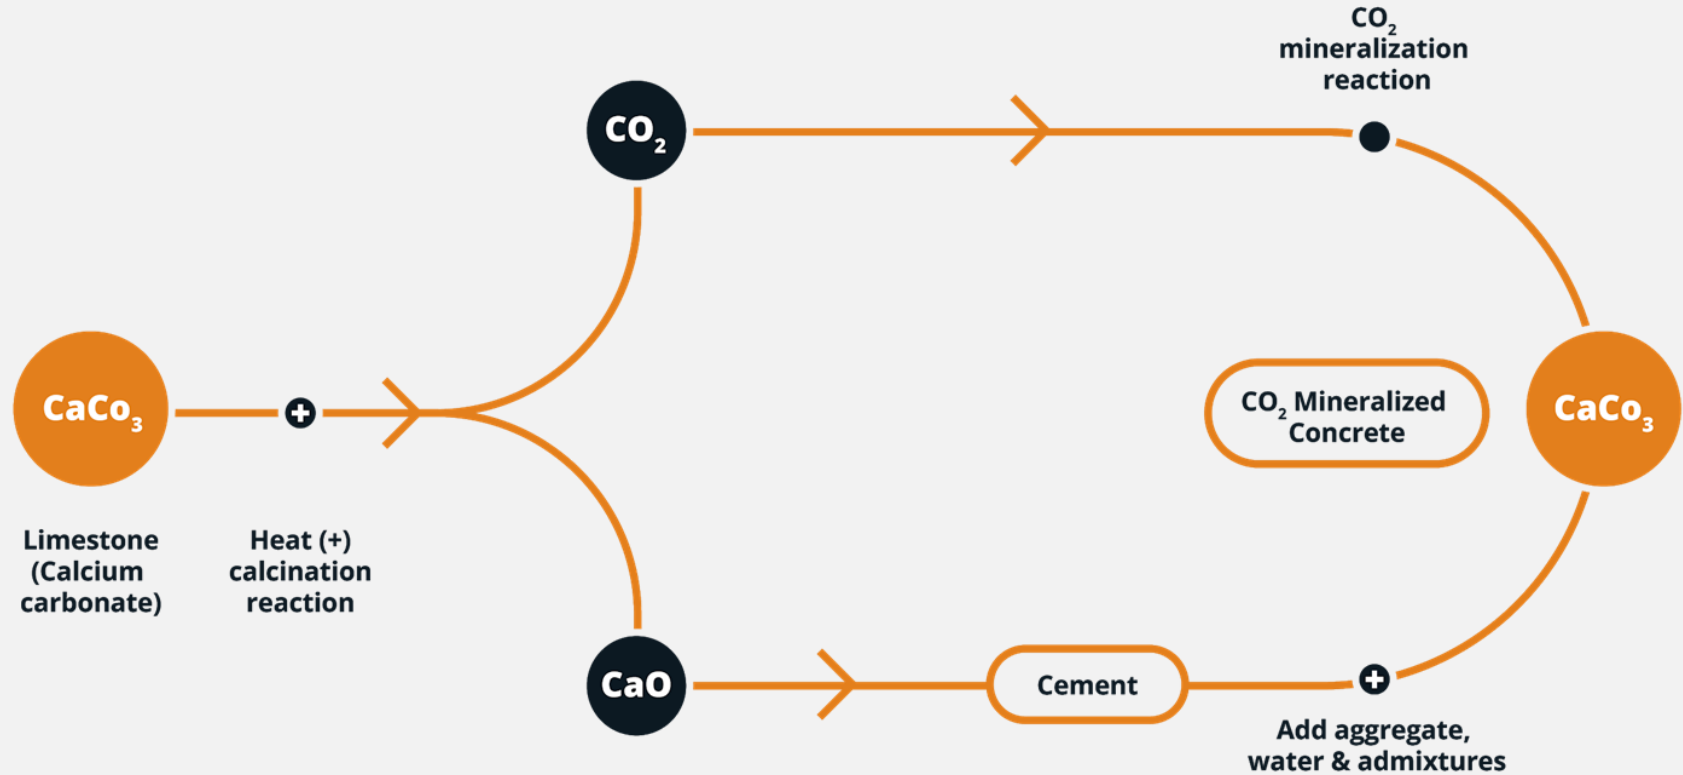 CO₂
mineralization
reaction
CO₂
CaCo₃
CO₂ Mineralized
Concrete
CaCo₃
Limestone
(Calcium
carbonate)
Heat (+)
calcination
reaction
CaO
Cement
Add aggregate,
water & admixtures